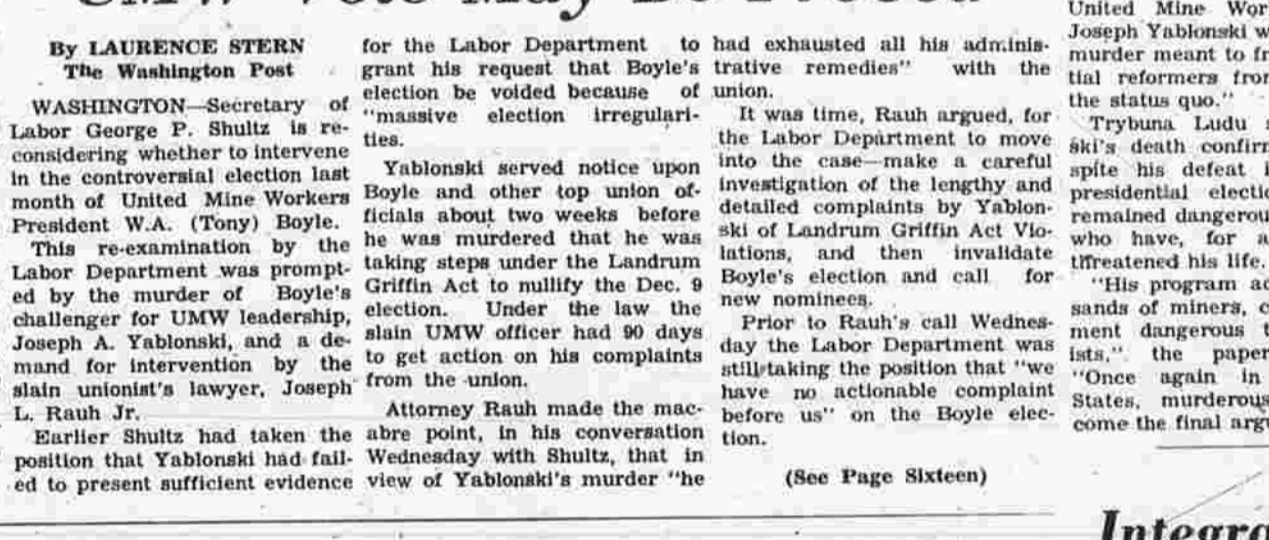 UMW Vote May Be
By LAURENCE STERN
The Washington Post
WASHINGTON—Secretary of
Labor George P. Shultz is re-
considering whether to intervene
in the controversial election last
month of United Mine Workers
President W.A. (Tony) Boyle.
This re-examination by the
Labor Department was prompt-
ed by the murder of Boyle's
challenger for UMW leadership,
Joseph A. Yablonski, and a de-
mand for intervention by the
slain unionist's lawyer, Joseph
L. Rauh Jr.
Earlier Shultz had taken the
position that Yablonski had fail-
ed to present sufficient evidence
for the Labor Department to
grant his request that Boyle's
election be voided because of
"massive election irregulari-
ties.
Yablonski served notice upon
Boyle and other top union of-
ficials about two weeks before
he was murdered that he was
taking steps under the Landrum
Griffin Act to nullify the Dec. 9
election. Under the law the
slain UMW officer had 90 days
to get action on his complaints
from the union.
Attorney Rauh made the mac-
abre point, in his conversation
Wednesday with Shultz, that in
view of Yablonski's murder "he
had exhausted all his adminis-
trative remedies" with the
union.
It was time, Rauh argued, for
the Labor Department to move
into the case—make a careful
investigation of the lengthy and
detailed complaints by Yablon-
ski of Landrum Griffin Act Vio-
lations, and then invalidate
Boyle's election and call for
new nominees.
Prior to Rauh's call Wednes-
day the Labor Department was
still taking the position that "we
have no actionable complaint
before us" on the Boyle elec-
tion.
(See Page Sixteen)
United Mine Wor
Joseph Yablonski w
murder meant to fr
tial reformers fror
the status quo."
Trybuna Ludu s
ski's death confirm
spite his defeat i
presidential electio
remained dangerou
who have, for a
threatened his life.
"His program ac
sands of miners, c
ment dangerous t
ists," the paper
"Once again in
States, murderous
come the final argu
Integra